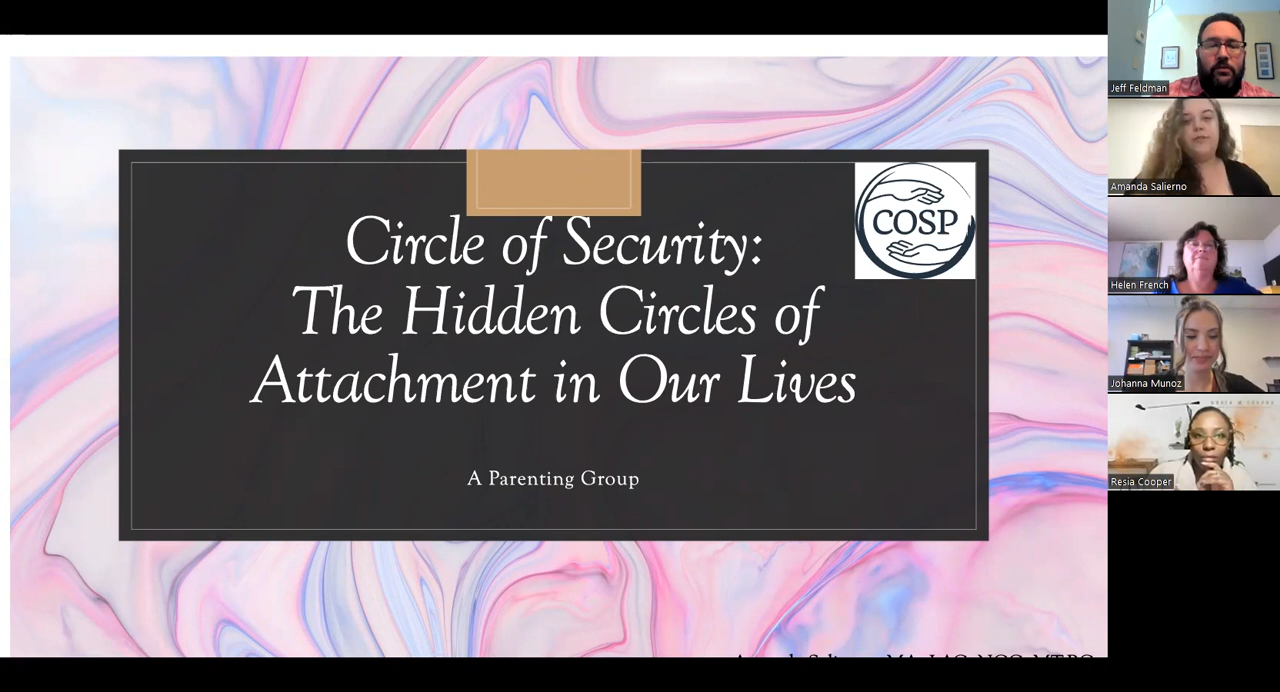 Circle of Security:
The Hidden Circles of
Attachment in Our Lives
COSP
A Parenting Group
Jeff Feldman
Amanda Salierno
Helen French
Johanna Munoz
Resia Cooper